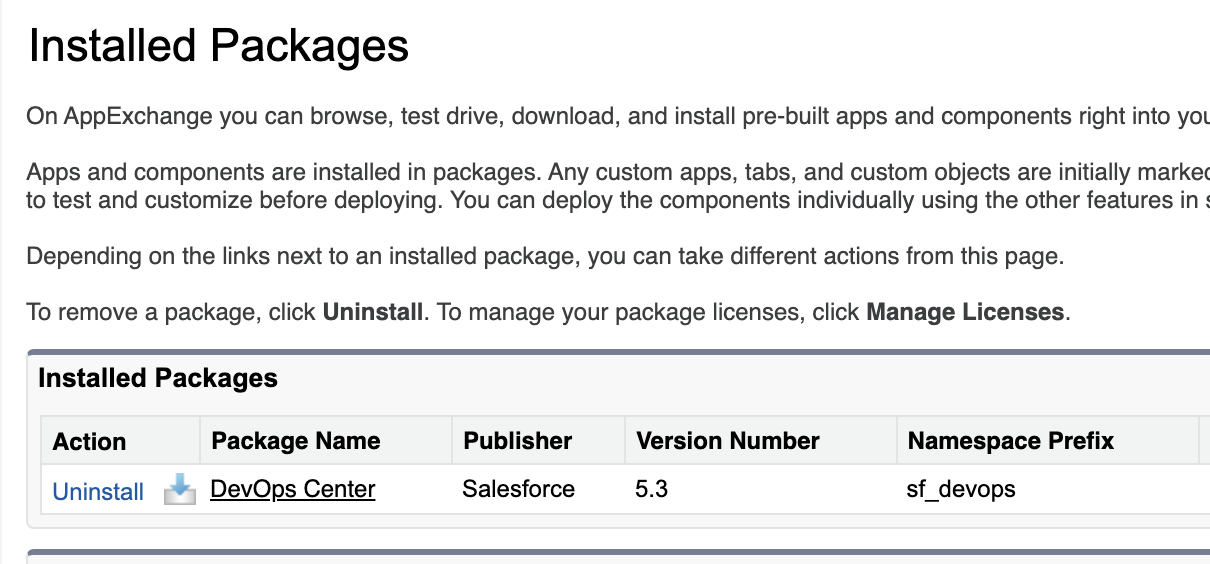 Installed Packages
On AppExchange you can browse, test drive, download, and install pre-built apps and components right into
Apps and components are installed in packages. Any custom apps, tabs, and custom objects are initially
to test and customize before deploying. You can deploy the components individually using the other features in
Depending on the links next to an installed package, you can take different actions from this page.
To remove a package, click Uninstall. To manage your package licenses, click Manage Licenses.
Installed Packages
Action Package Name Publisher Version Number Namespace Prefix
Uninstall DevOps Center Salesforce 5.3 sf_devops